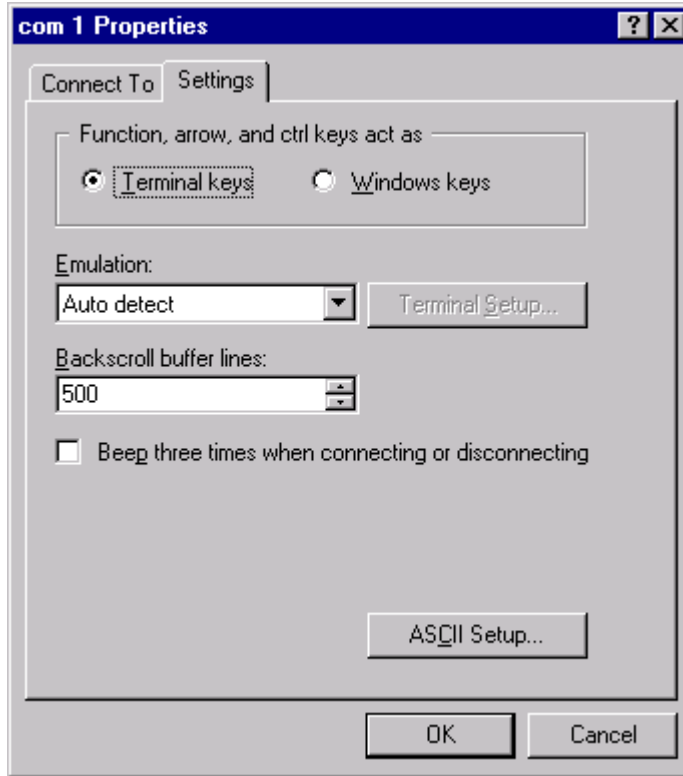 com 1 Properties
Connect To Settings
Function, arrow, and ctrl keys act as
Terminal keys Windows keys
Emulation:
Auto detect Terminal Setup...
Backscroll buffer lines:
500
Beep three times when connecting or disconnecting
ASCII Setup...
OK Cancel